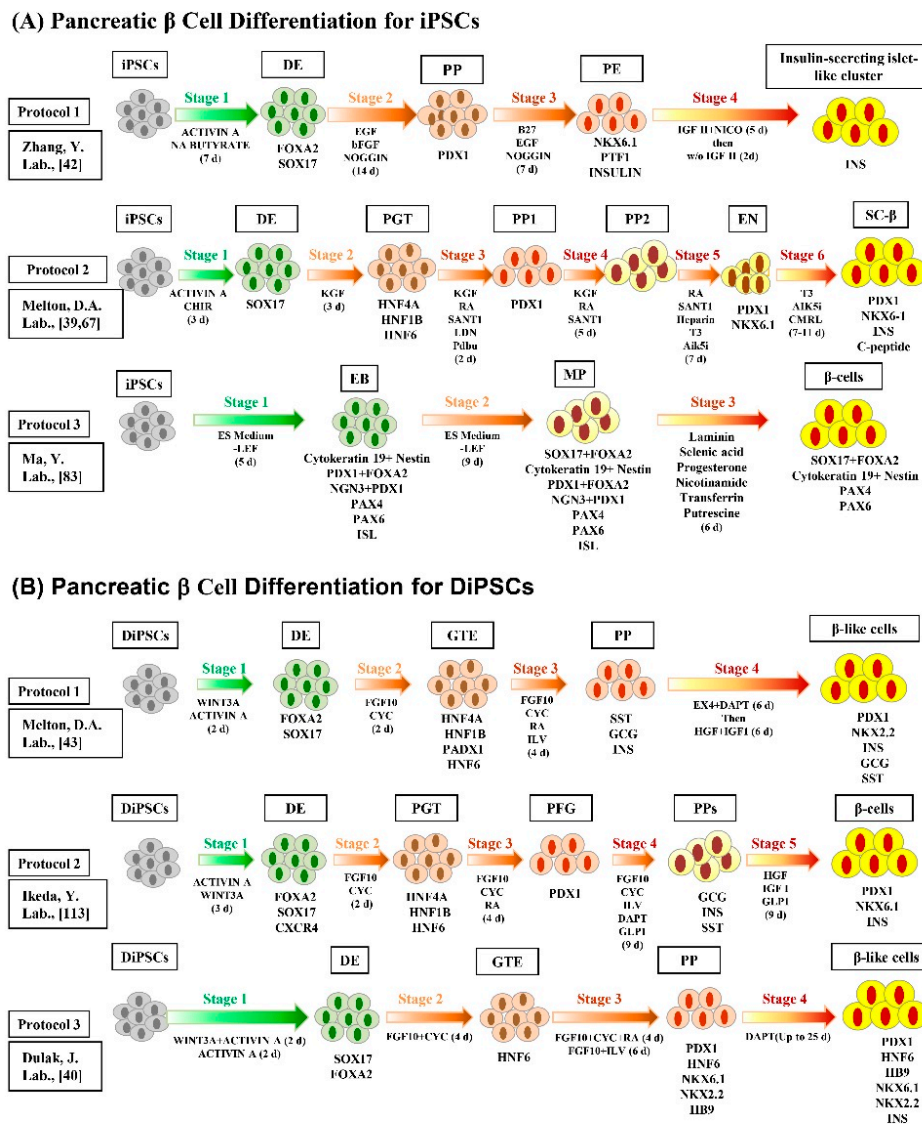 (A) Pancreatic β Cell Differentiation for iPSCs
iPSCs
DE
PP
PE
Insulin-secreting islet-
like cluster
Protocol 1
Zhang, Y.
Lab., [42]
Stage 1
ACTIVIN A
NA BUTYRATE
(7 d)
FOXA2
SOX17
Stage 2
EGF
bFGF
NOGGIN
(14 d)
PDX1
Stage 3
B27
EGF
NOGGIN
(7 d)
NKX6.1
PTF1
INSULIN
Stage 4
IGF II+NICO (5 d)
then
w/o IGF II (2d)
INS
iPSCs
DE
PGT
PP1
PP2
EN
SC-β
Protocol 2
Melton, D.A.
Lab., [39,67]
Stage 1
ACTIVIN A
CHIR
(3 d)
SOX17
Stage 2
KGF
(3 d)
HNF4A
HNF1B
HNF6
Stage 3
KGF
RA
SANT1
LDN
Pdbu
(2 d)
PDX1
Stage 4
KGF
RA
SANT1
(5 d)
Stage 5
RA
SANT1
Heparin
T3
Aik5i
(7 d)
PDX1
NKX6.1
Stage 6
T3
AIK5i
CMRL
(7-11 d)
PDX1
NKX6-1
INS
C-peptide
iPSCs
EB
MP
β-cells
Protocol 3
Ma, Y.
Lab., [83]
Stage 1
ES Medium
-LEF
(5 d)
Cytokeratin 19+ Nestin
PDX1+FOXA2
NGN3+PDX1
PAX4
PAX6
ISL
Stage 2
ES Medium
-LEF
(9 d)
SOX17+FOXA2
Cytokeratin 19+ Nestin
PDX1+FOXA2
NGN3+PDX1
PAX4
PAX6
ISL
Stage 3
Laminin
Selenic acid
Progesterone
Nicotinamide
Transferrin
Putrescine
(6 d)
SOX17+FOXA2
Cytokeratin 19+ Nestin
PAX4
PAX6
(B) Pancreatic β Cell Differentiation for DiPSCs
DiPSCs
DE
GTE
PP
β-like cells
Protocol 1
Melton, D.A.
Lab., [43]
Stage 1
WINT3A
ACTIVIN A
(2 d)
FOXA2
SOX17
Stage 2
FGF10
CYC
(2 d)
HNF4A
HNF1B
PADX1
HNF6
Stage 3
FGF10
CYC
RA
ILV
(4 d)
SST
GCG
INS
Stage 4
EX4+DAPT (6 d)
Then
HGF+IGF1 (6 d)
PDX1
NKX2.2
INS
GCG
SST
DiPSCs
DE
PGT
PFG
PPs
β-cells
Protocol 2
Ikeda, Y.
Lab., [113]
Stage 1
ACTIVIN A
WINT3A
(3 d)
FOXA2
SOX17
CXCR4
Stage 2
FGF10
CYC
(2 d)
HNF4A
HNF1B
HNF6
Stage 3
FGF10
CYC
RA
(4 d)
PDX1
Stage 4
FGF10
CYC
ILV
DAPT
GLP1
(9 d)
GCG
INS
SST
Stage 5
HGF
IGF1
GLP1
(9 d)
PDX1
NKX6.1
INS
DiPSCs
DE
GTE
PP
β-like cells
Protocol 3
Dulak, J.
Lab., [40]
Stage 1
WINT3A+ACTIVIN A (2 d)
ACTIVIN A (2 d)
SOX17
FOXA2
Stage 2
FGF10+CYC (4 d)
HNF6
Stage 3
FGF10+CYC+RA (4 d)
FGF10+ILV (6 d)
PDX1
HNF6
NKX6.1
NKX2.2
HB9
Stage 4
DAPT(Up to 25 d)
PDX1
HNF6
HB9
NKX6.1
NKX2.2
INS